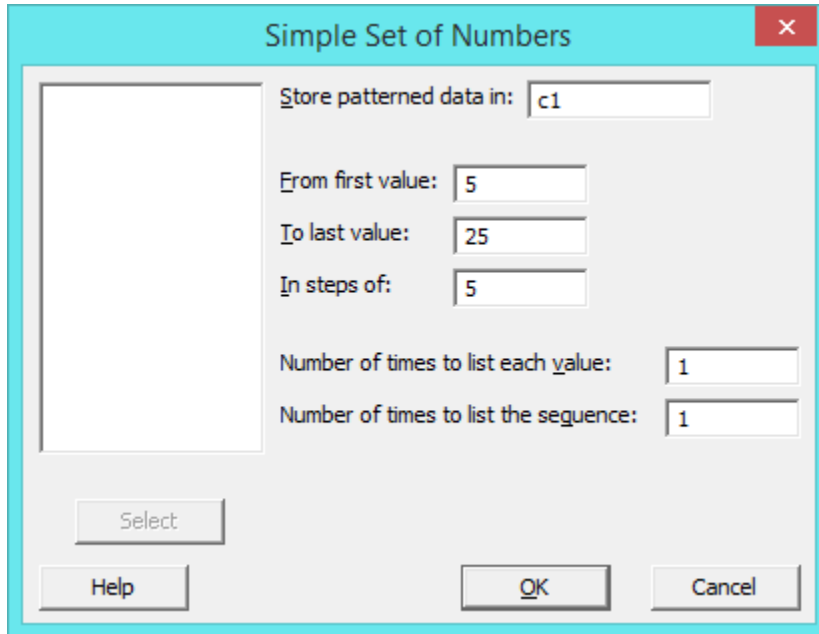 Simple Set of Numbers
Store patterned data in: c1
From first value: 5
To last value: 25
In steps of: 5
Number of times to list each value: 1
Number of times to list the sequence: 1
Select
Help OK Cancel